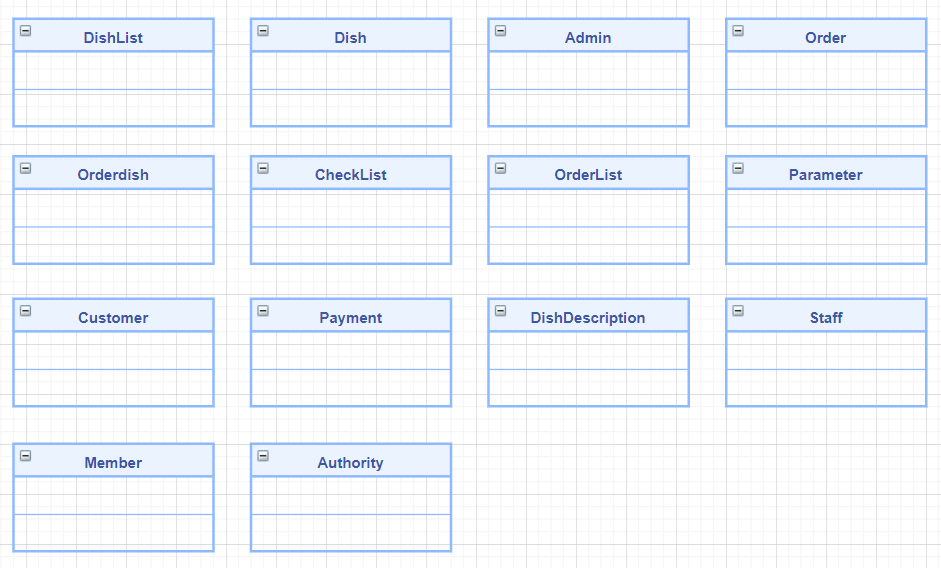 DishList
Dish
Admin
Order
Orderdish
CheckList
OrderList
Parameter
Customer
Payment
DishDescription
Staff
Member
Authority